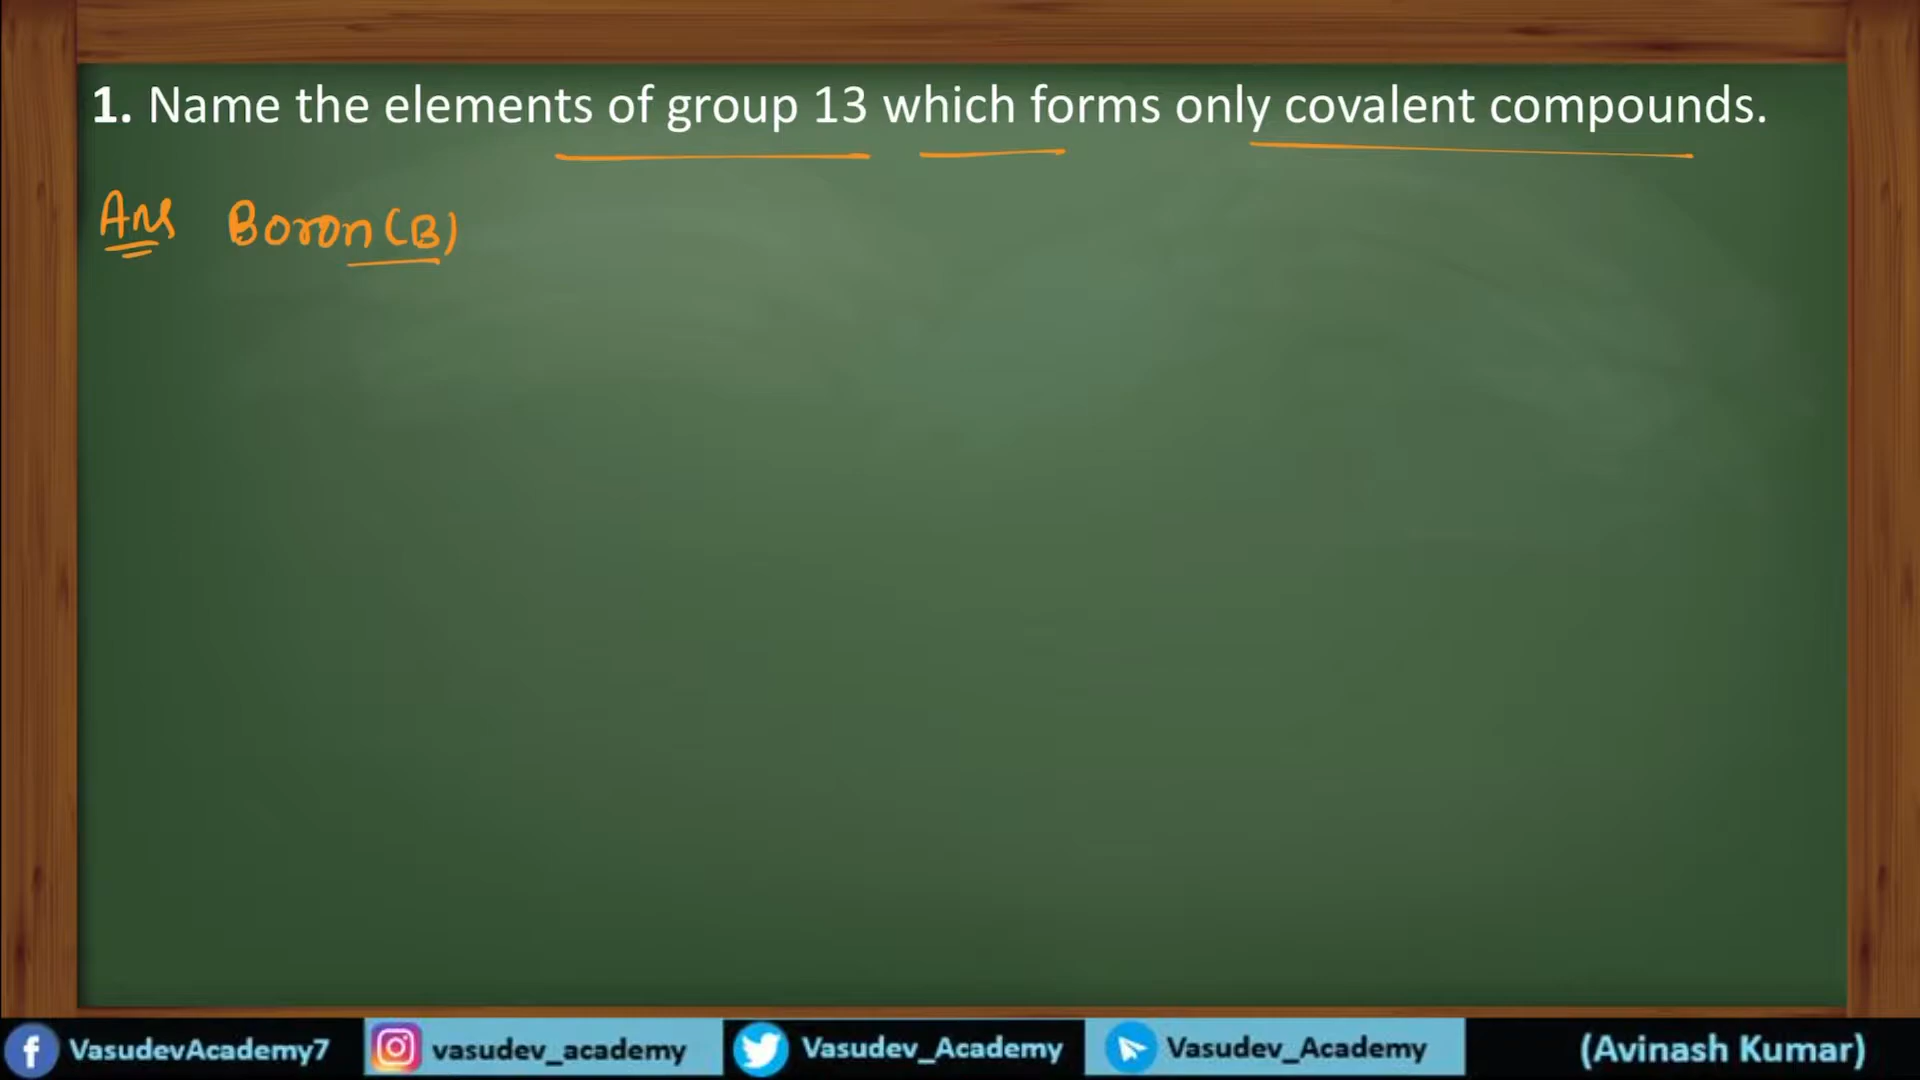 1. Name the elements of group 13 which forms only covalent compounds.
Ans Boron (B)
VasudevAcademy7 vasudev_academy Vasudev_Academy Vasudev_Academy (Avinash Kumar)